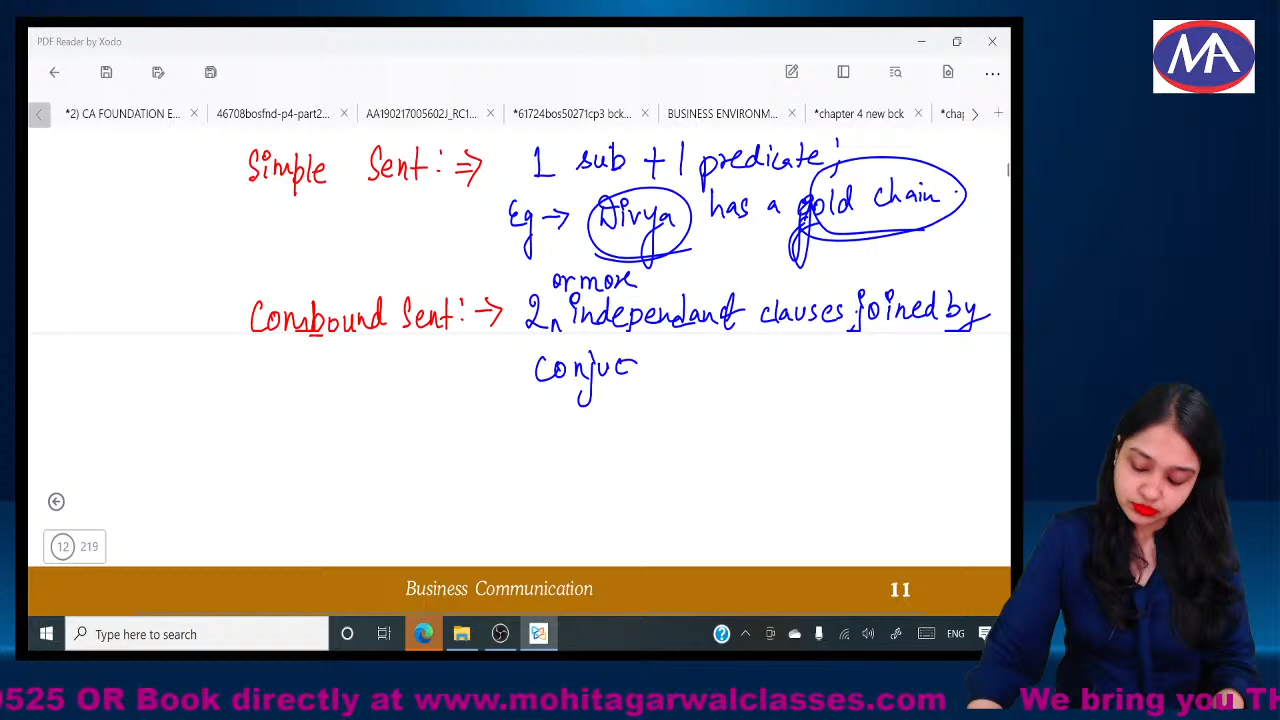 PDF Reader by Xodo
MA
*2) CA FOUNDATION E... 46708bosfnd-p4-part2... AA190217005602J_RC1... *61724bos50271cp3 bck... BUSINESS ENVIRONM... *chapter 4 new bck *chap
Simple Sent: ⇒ 1 sub + 1 predicate;
Eg → Divya has a gold chain.
or more
Combound Sent: → 2 independant clauses joined by
Conjuc
12 219
Business Communication 11
Type here to search
ENG
0525 OR Book directly at www.mohitagarwalclasses.com We bring you TH